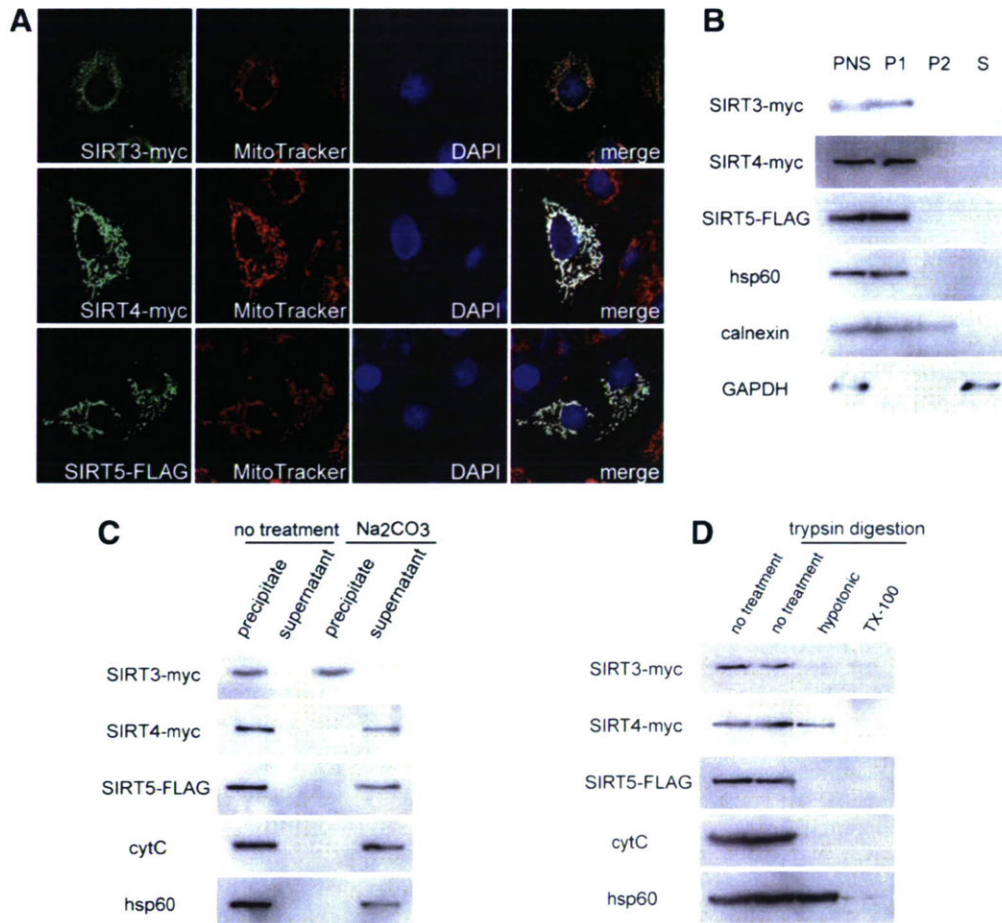 A
SIRT3-myc MitoTracker DAPI merge
SIRT4-myc MitoTracker DAPI merge
SIRT5-FLAG MitoTracker DAPI merge
B
PNS P1 P2 S
SIRT3-myc
SIRT4-myc
SIRT5-FLAG
hsp60
calnexin
GAPDH
C
no treatment Na2CO3
precipitate supernatant precipitate supernatant
SIRT3-myc
SIRT4-myc
SIRT5-FLAG
cytC
hsp60
D
trypsin digestion
no treatment no treatment hypotonic TX-100
SIRT3-myc
SIRT4-myc
SIRT5-FLAG
cytC
hsp60